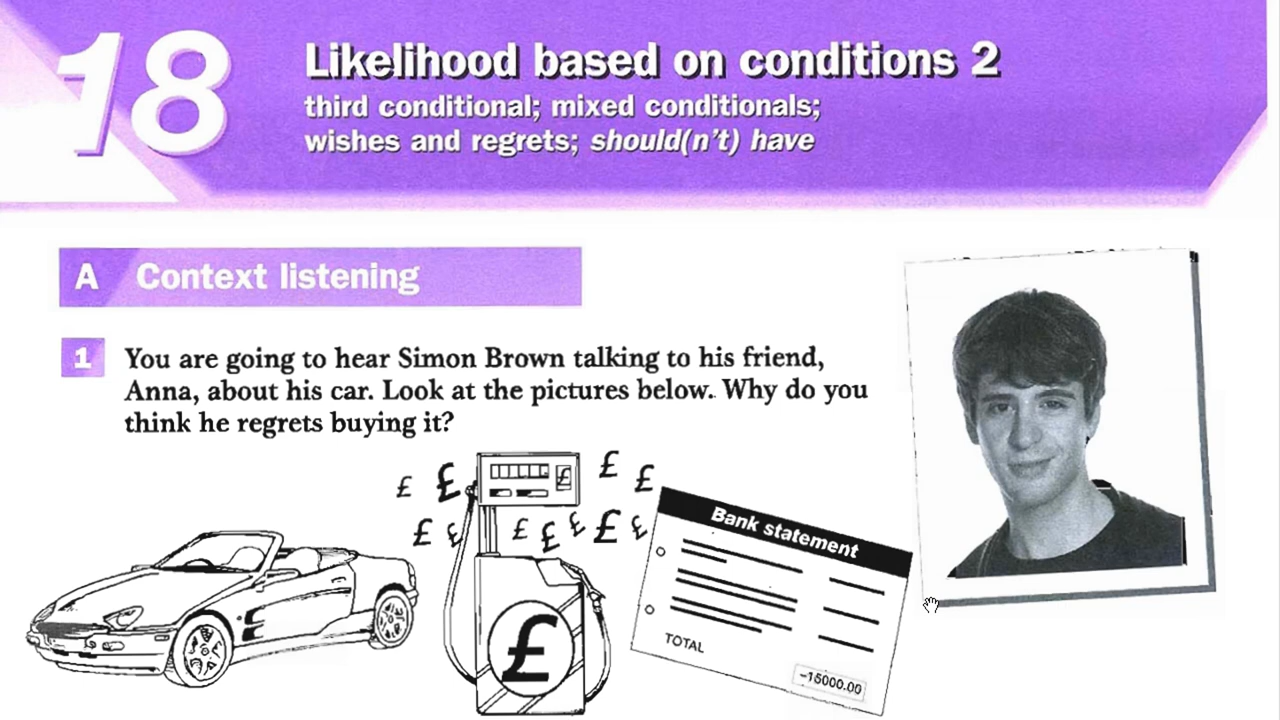 18
Likelihood based on conditions 2
third conditional; mixed conditionals;
wishes and regrets; should(n't) have
A Context listening
1 You are going to hear Simon Brown talking to his friend,
Anna, about his car. Look at the pictures below. Why do you
think he regrets buying it?
£ £ £ £
£ £ £ £ £ £ £
£
Bank statement
TOTAL
-15000.00